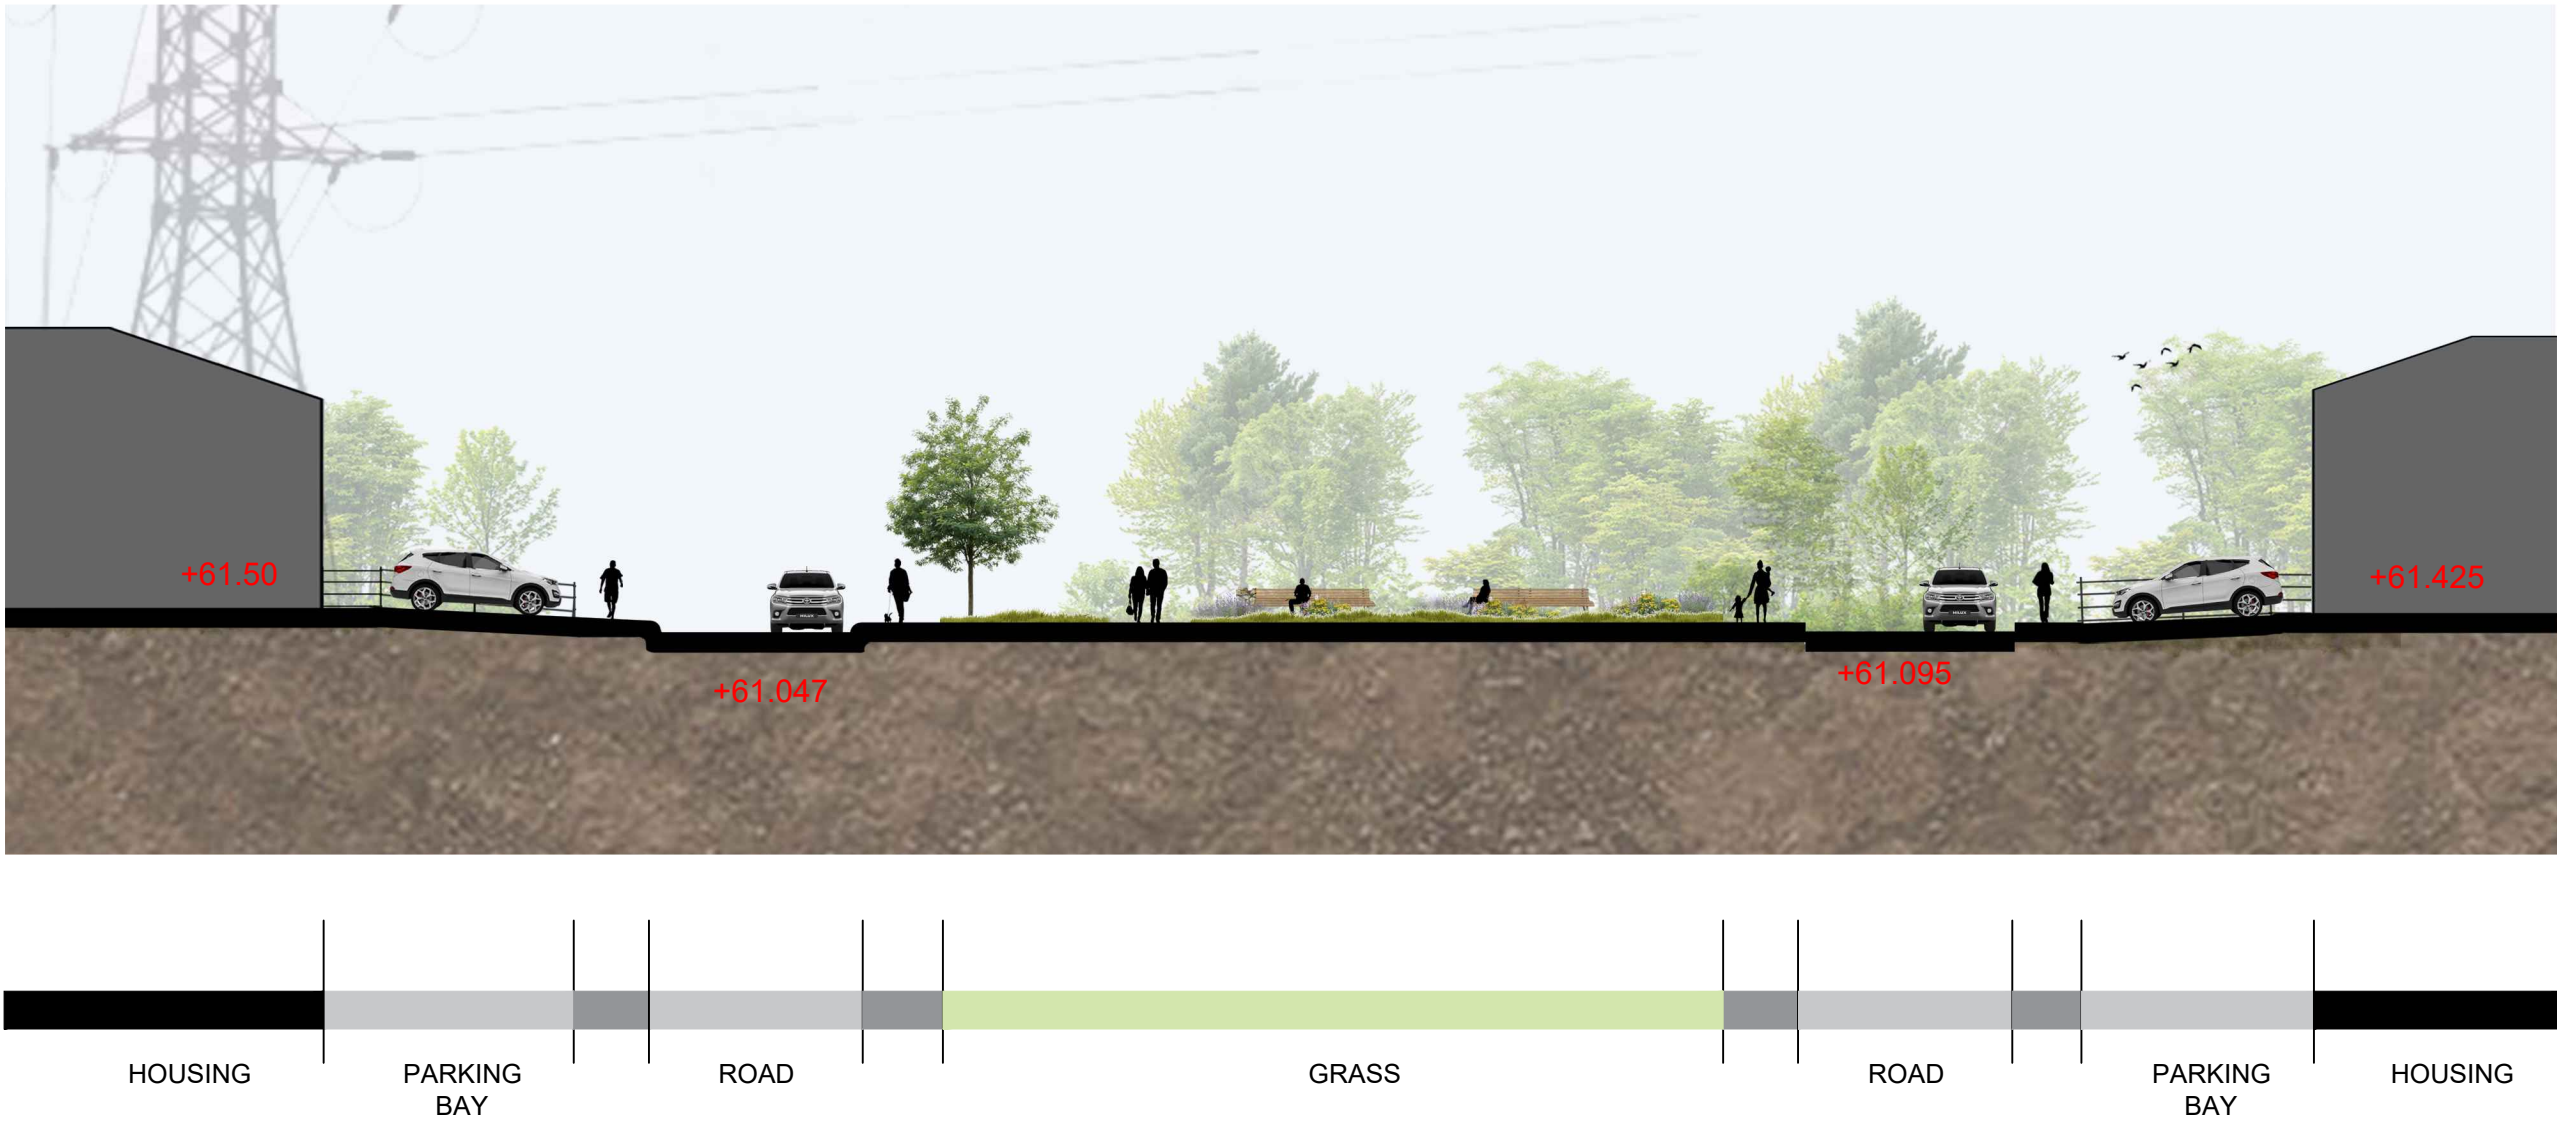 +61.50
+61.425
+61.047
+61.095
HOUSING
PARKING
BAY
ROAD
GRASS
ROAD
PARKING
BAY
HOUSING